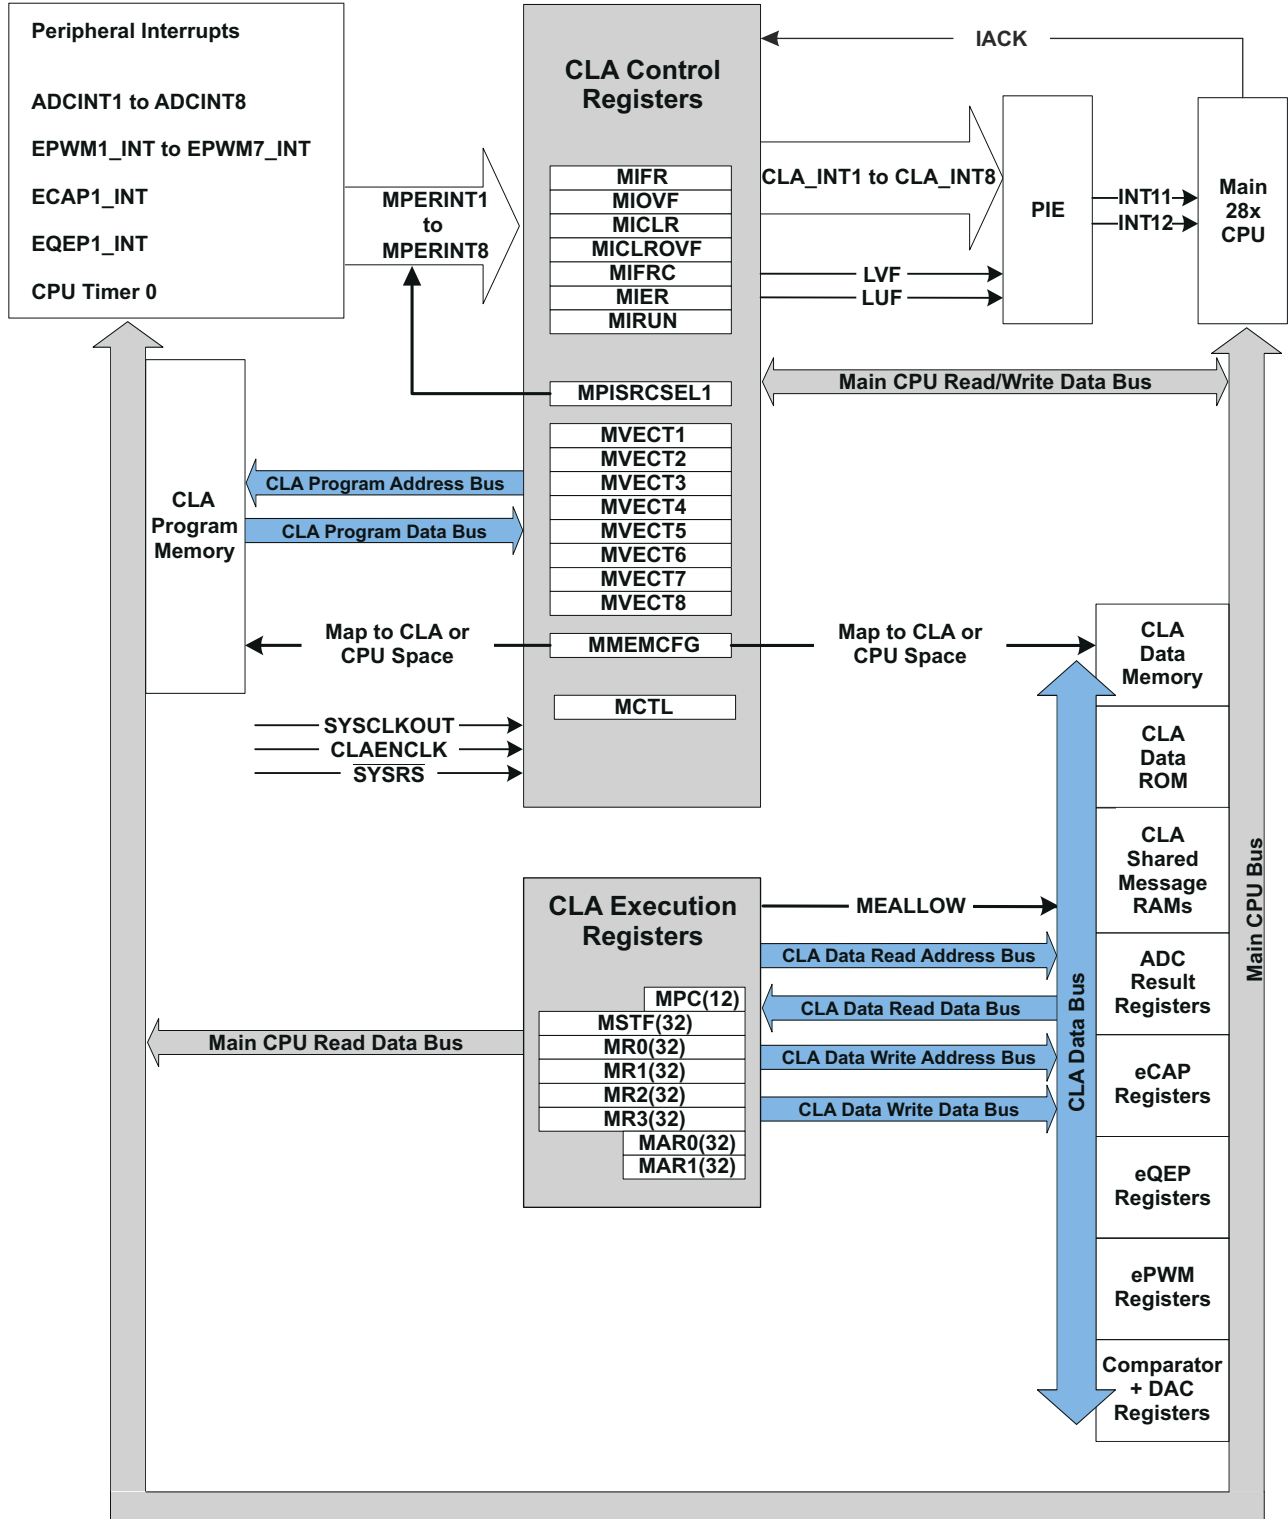 Peripheral Interrupts
ADCINT1 to ADCINT8
EPWM1_INT to EPWM7_INT
ECAP1_INT
EQEP1_INT
CPU Timer 0
MPERINT1
to
MPERINT8
CLA Control
Registers
MIFR
MIOVF
MICLR
MICLROVF
MIFRC
MIER
MIRUN
MPISRCSEL1
MVECT1
MVECT2
MVECT3
MVECT4
MVECT5
MVECT6
MVECT7
MVECT8
MMEMCFG
MCTL
IACK
CLA_INT1 to CLA_INT8
LVF
LUF
PIE
INT11
INT12
Main
28x
CPU
Main CPU Read/Write Data Bus
CLA
Program
Memory
CLA Program Address Bus
CLA Program Data Bus
Map to CLA or
CPU Space
Map to CLA or
CPU Space
SYSCLKOUT
CLAENCLK
SYSRS
CLA
Data
Memory
CLA
Data
ROM
CLA
Shared
Message
RAMs
ADC
Result
Registers
eCAP
Registers
eQEP
Registers
ePWM
Registers
Comparator
+ DAC
Registers
Main CPU Bus
CLA Data Bus
CLA Execution
Registers
MPC(12)
MSTF(32)
MR0(32)
MR1(32)
MR2(32)
MR3(32)
MAR0(32)
MAR1(32)
MEALLOW
CLA Data Read Address Bus
CLA Data Read Data Bus
CLA Data Write Address Bus
CLA Data Write Data Bus
Main CPU Read Data Bus